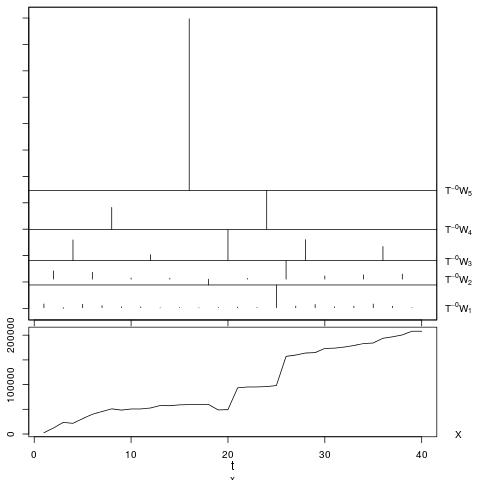 T⁻⁰W₅
T⁻⁰W₄
T⁻⁰W₃
T⁻⁰W₂
T⁻⁰W₁
200000
100000
0
X
0 10 20 30 40
t
x